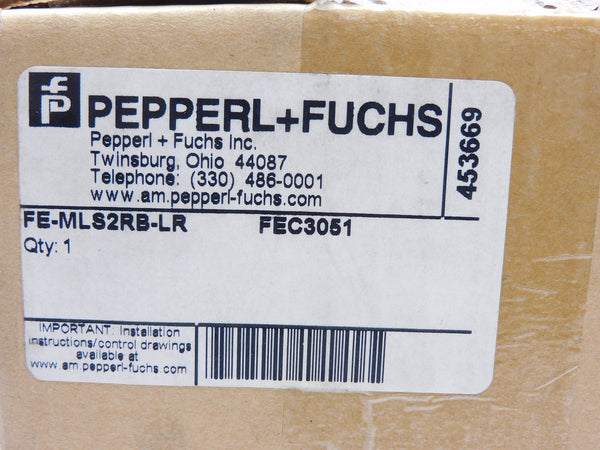 fp
PEPPERL+FUCHS
Pepperl + Fuchs Inc.
Twinsburg, Ohio 44087
Telephone: (330) 486-0001
www.am.pepperl-fuchs.com
453669
FE-MLS2RB-LR FEC3051
Qty: 1
IMPORTANT: Installation
instructions/control drawings
available at
www.am.pepperl-fuchs.com